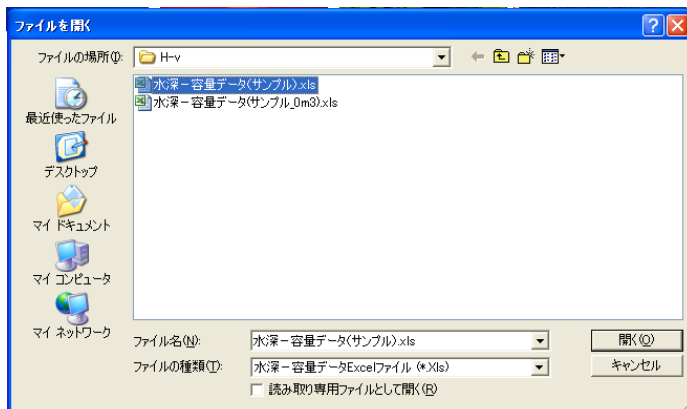 ファイルを開く
ファイルの場所(I):
H-v
水深－容量データ(サンプル).xls
水深－容量データ(サンプル_0m3).xls
最近使ったファイル
デスクトップ
マイ ドキュメント
マイ コンピュータ
マイ ネットワーク
ファイル名(N):
水深－容量データ(サンプル).xls
開く(O)
ファイルの種類(T):
水深－容量データExcelファイル (*.Xls)
キャンセル
読み取り専用ファイルとして開く(R)